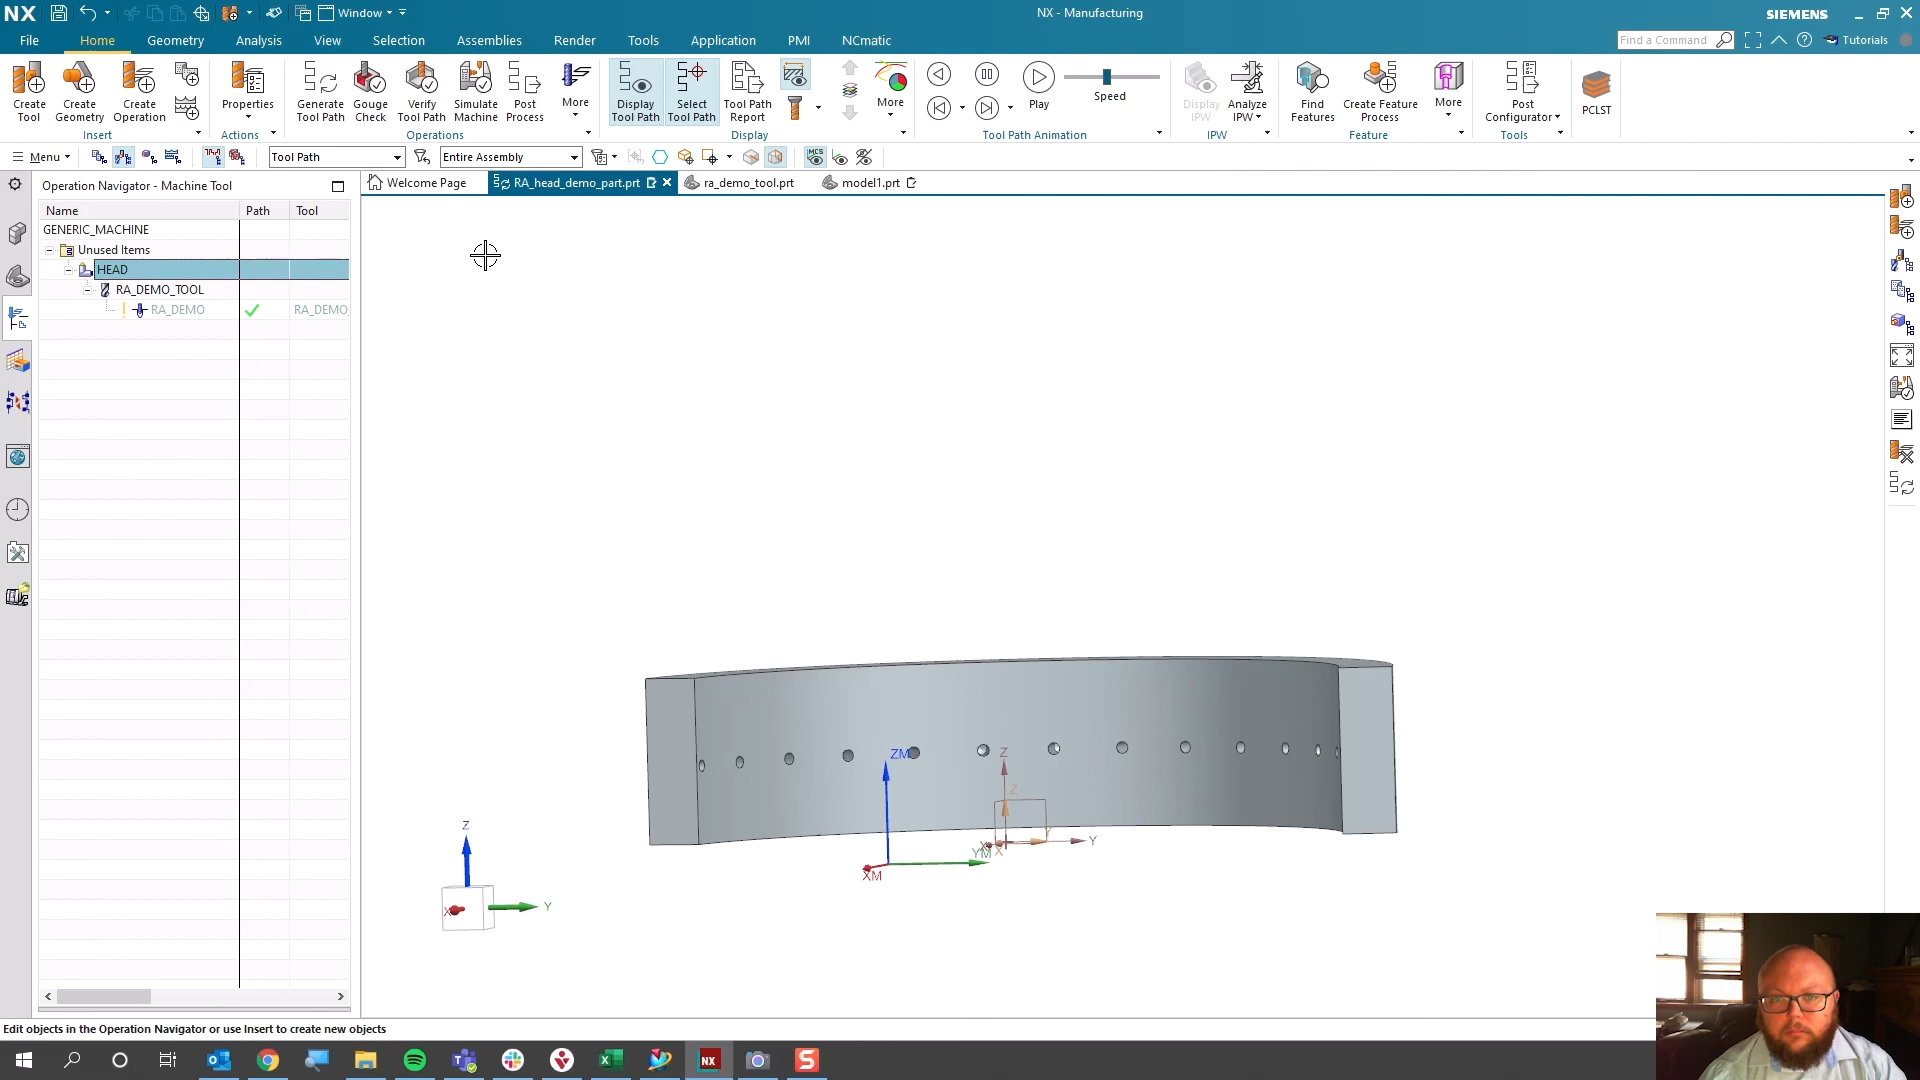 NX
Window
NX - Manufacturing
SIEMENS
File
Home
Geometry
Analysis
View
Selection
Assemblies
Render
Tools
Application
PMI
NCmatic
Find a Command
Tutorials
Create Tool
Create Geometry
Create Operation
Properties
Generate Tool Path
Gouge Check
Verify Tool Path
Simulate Machine
Post Process
More
Display Tool Path
Select Tool Path
Tool Path Report
More
Play
Speed
Display IPW
Analyze IPW
Find Features
Create Feature Process
More
Post Configurator
PCLST
Insert
Actions
Operations
Display
Tool Path Animation
IPW
Feature
Tools
Menu
Tool Path
Entire Assembly
MCS
Operation Navigator - Machine Tool
Welcome Page
RA_head_demo_part.prt
ra_demo_tool.prt
model1.prt
Name
Path
Tool
GENERIC_MACHINE
Unused Items
HEAD
RA_DEMO_TOOL
RA_DEMO
RA_DEMO_
ZM
Z
Z
Y
Y
X
X
YM
XM
Z
X
Y
Edit objects in the Operation Navigator or use Insert to create new objects
NX
S